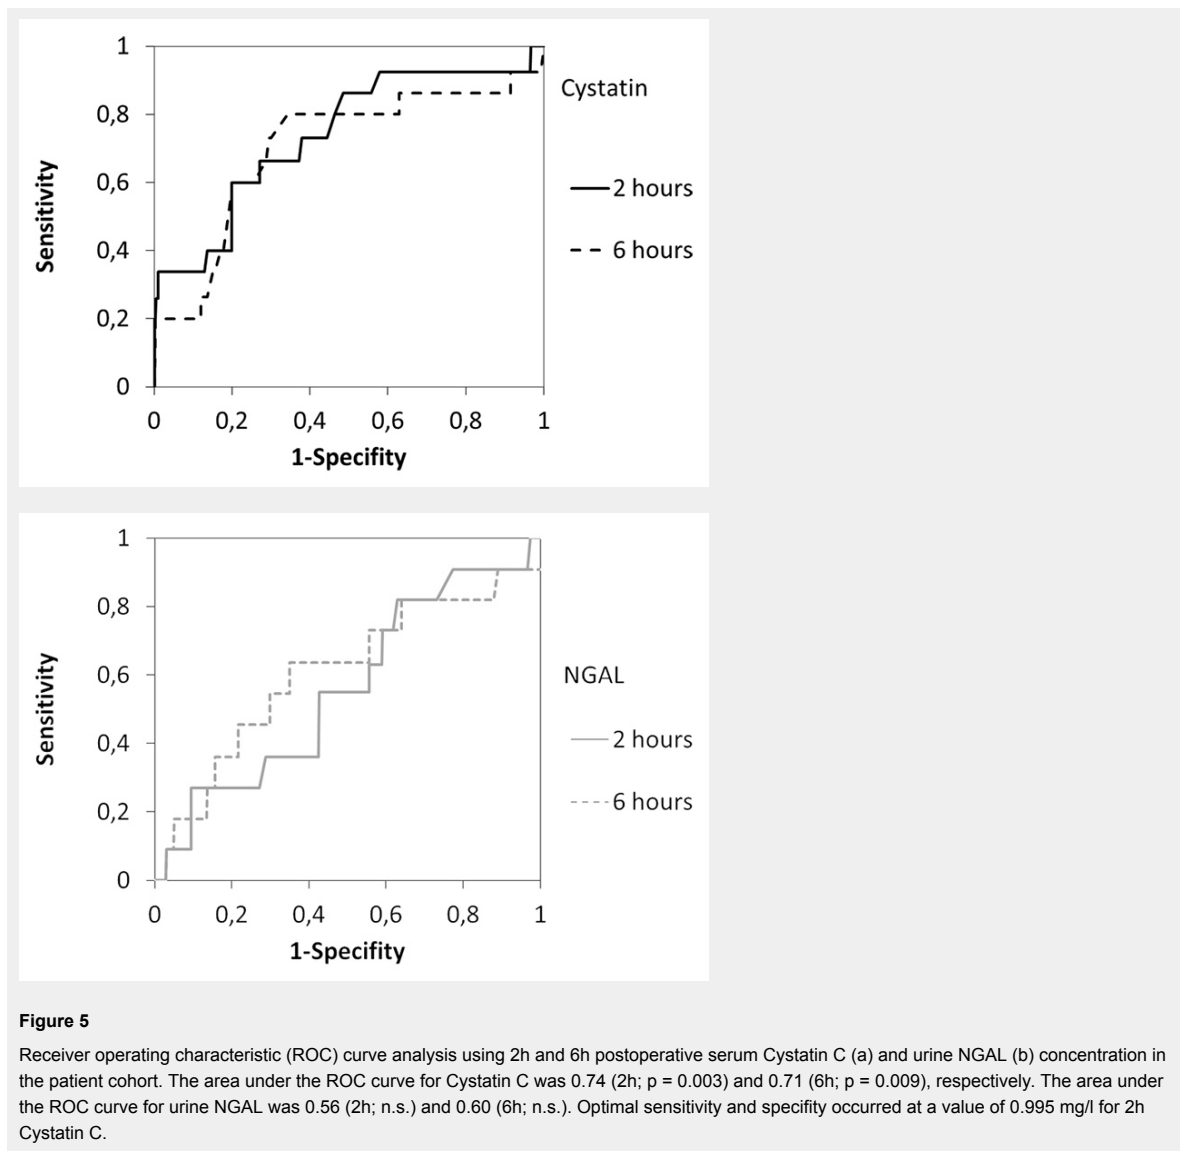 1
0,8
0,6
0,4
0,2
0
Sensitivity
0 0,2 0,4 0,6 0,8 1
1-Specifity
Cystatin
2 hours
6 hours
1
0,8
0,6
0,4
0,2
0
Sensitivity
0 0,2 0,4 0,6 0,8 1
1-Specifity
NGAL
2 hours
6 hours
Figure 5
Receiver operating characteristic (ROC) curve analysis using 2h and 6h postoperative serum Cystatin C (a) and urine NGAL (b) concentration in
the patient cohort. The area under the ROC curve for Cystatin C was 0.74 (2h; p = 0.003) and 0.71 (6h; p = 0.009), respectively. The area under
the ROC curve for urine NGAL was 0.56 (2h; n.s.) and 0.60 (6h; n.s.). Optimal sensitivity and specifity occurred at a value of 0.995 mg/l for 2h
Cystatin C.